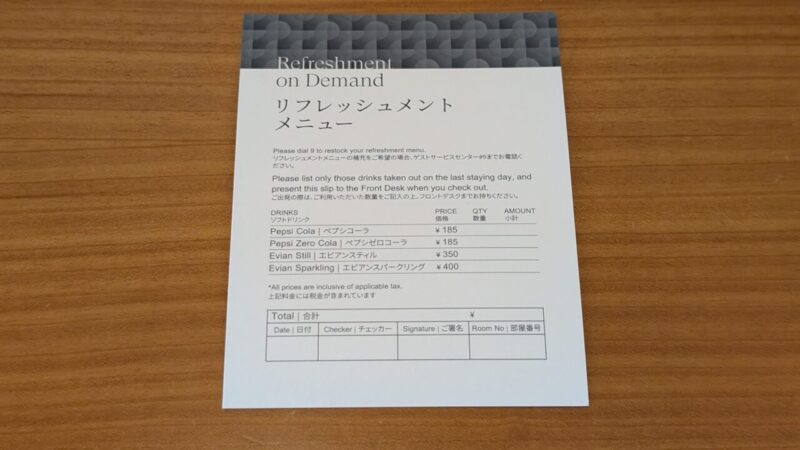 Refreshment
on Demand
リフレッシュメント
メニュー
Please dial 9 to restock your refreshment menu.
リフレッシュメントメニューの補充をご希望の場合、ゲストサービスセンター#9までお電話く
ださい。
Please list only those drinks taken out on the last staying day, and
present this slip to the Front Desk when you check out.
ご出発の際は、ご利用いただいた数量をご記入の上、フロントデスクまでお持ちください。
DRINKS PRICE QTY AMOUNT
ソフトドリンク 価格 数量 小計
Pepsi Cola | ペプシコーラ ¥ 185
Pepsi Zero Cola | ペプシゼロコーラ ¥ 185
Evian Still | エビアンスティル ¥ 350
Evian Sparkling | エビアンスパークリング ¥ 400
*All prices are inclusive of applicable tax.
上記料金には税金が含まれています
Total | 合計 ¥
Date | 日付 Checker | チェッカー Signature | ご署名 Room No | 部屋番号